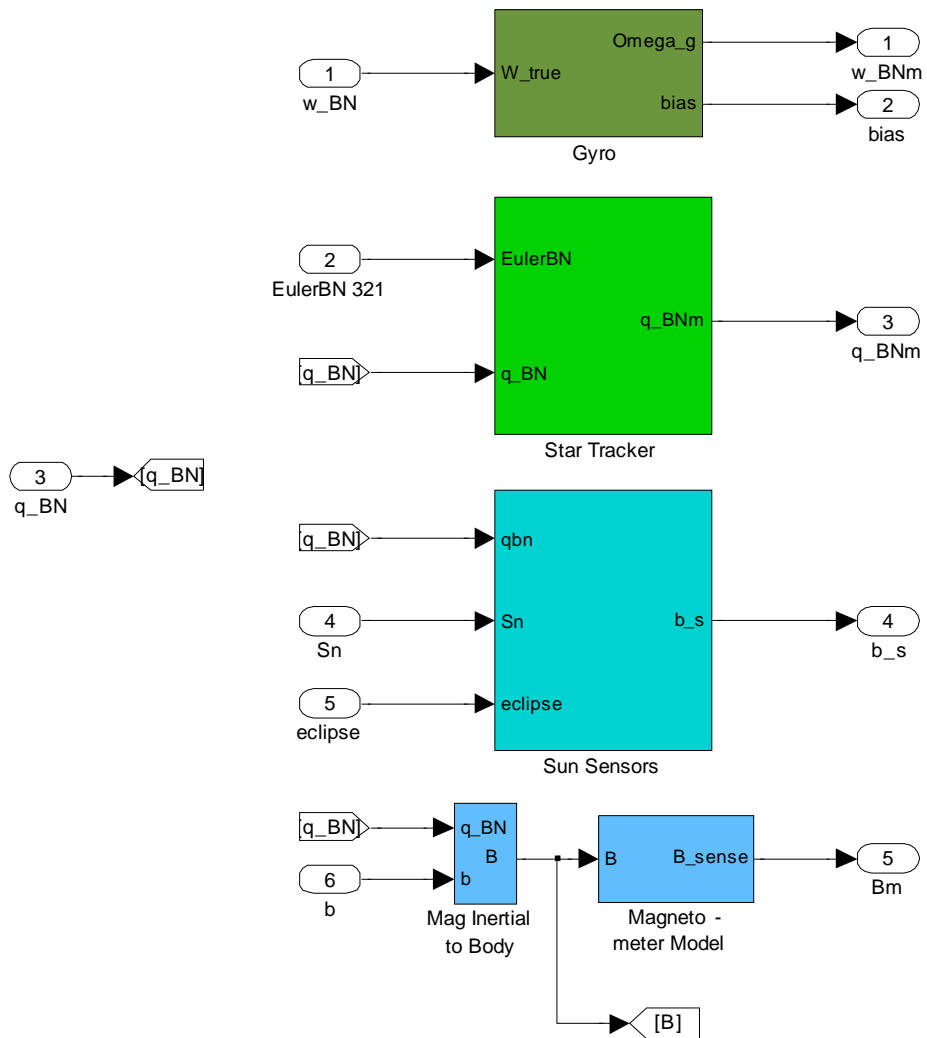 Omega_g
1
w_BNm
1
w_BN
W_true
bias
2
bias
Gyro
2
EulerBN 321
EulerBN
q_BNm
3
q_BNm
[q_BN]
q_BN
Star Tracker
3
q_BN
[q_BN]
[q_BN]
qbn
4
Sn
Sn
b_s
4
b_s
5
eclipse
eclipse
Sun Sensors
[q_BN]
q_BN
B
6
b
b
Mag Inertial
to Body
B
B_sense
5
Bm
Magneto -
meter Model
[B]